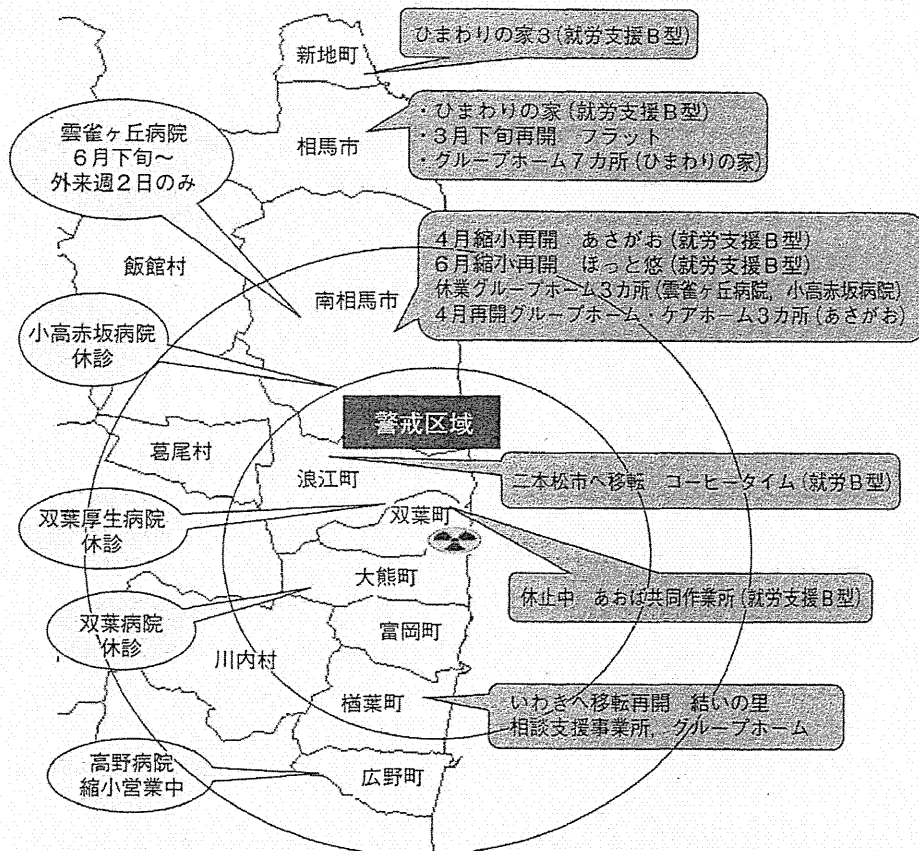 新地町
ひまわりの家3(就労支援B型)
相馬市
・ひまわりの家(就労支援B型)
・3月下旬再開 フラット
・グループホーム7カ所(ひまわりの家)
雲雀ヶ丘病院
6月下旬~
外来週2日のみ
飯館村
南相馬市
4月縮小再開 あさがお(就労支援B型)
6月縮小再開 ほっと悠(就労支援B型)
休業グループホーム3カ所(雲雀ヶ丘病院,小高赤坂病院)
4月再開グループホーム・ケアホーム3カ所(あさがお)
小高赤坂病院
休診
警戒区域
葛尾村
浪江町
二本松市へ移転 コーヒータイム(就労B型)
双葉厚生病院
休診
双葉町
大熊町
休止中 あおば共同作業所(就労支援B型)
双葉病院
休診
富岡町
川内村
楢葉町
いわきへ移転再開 結いの里
相談支援事業所,グループホーム
高野病院
縮小営業中
広野町